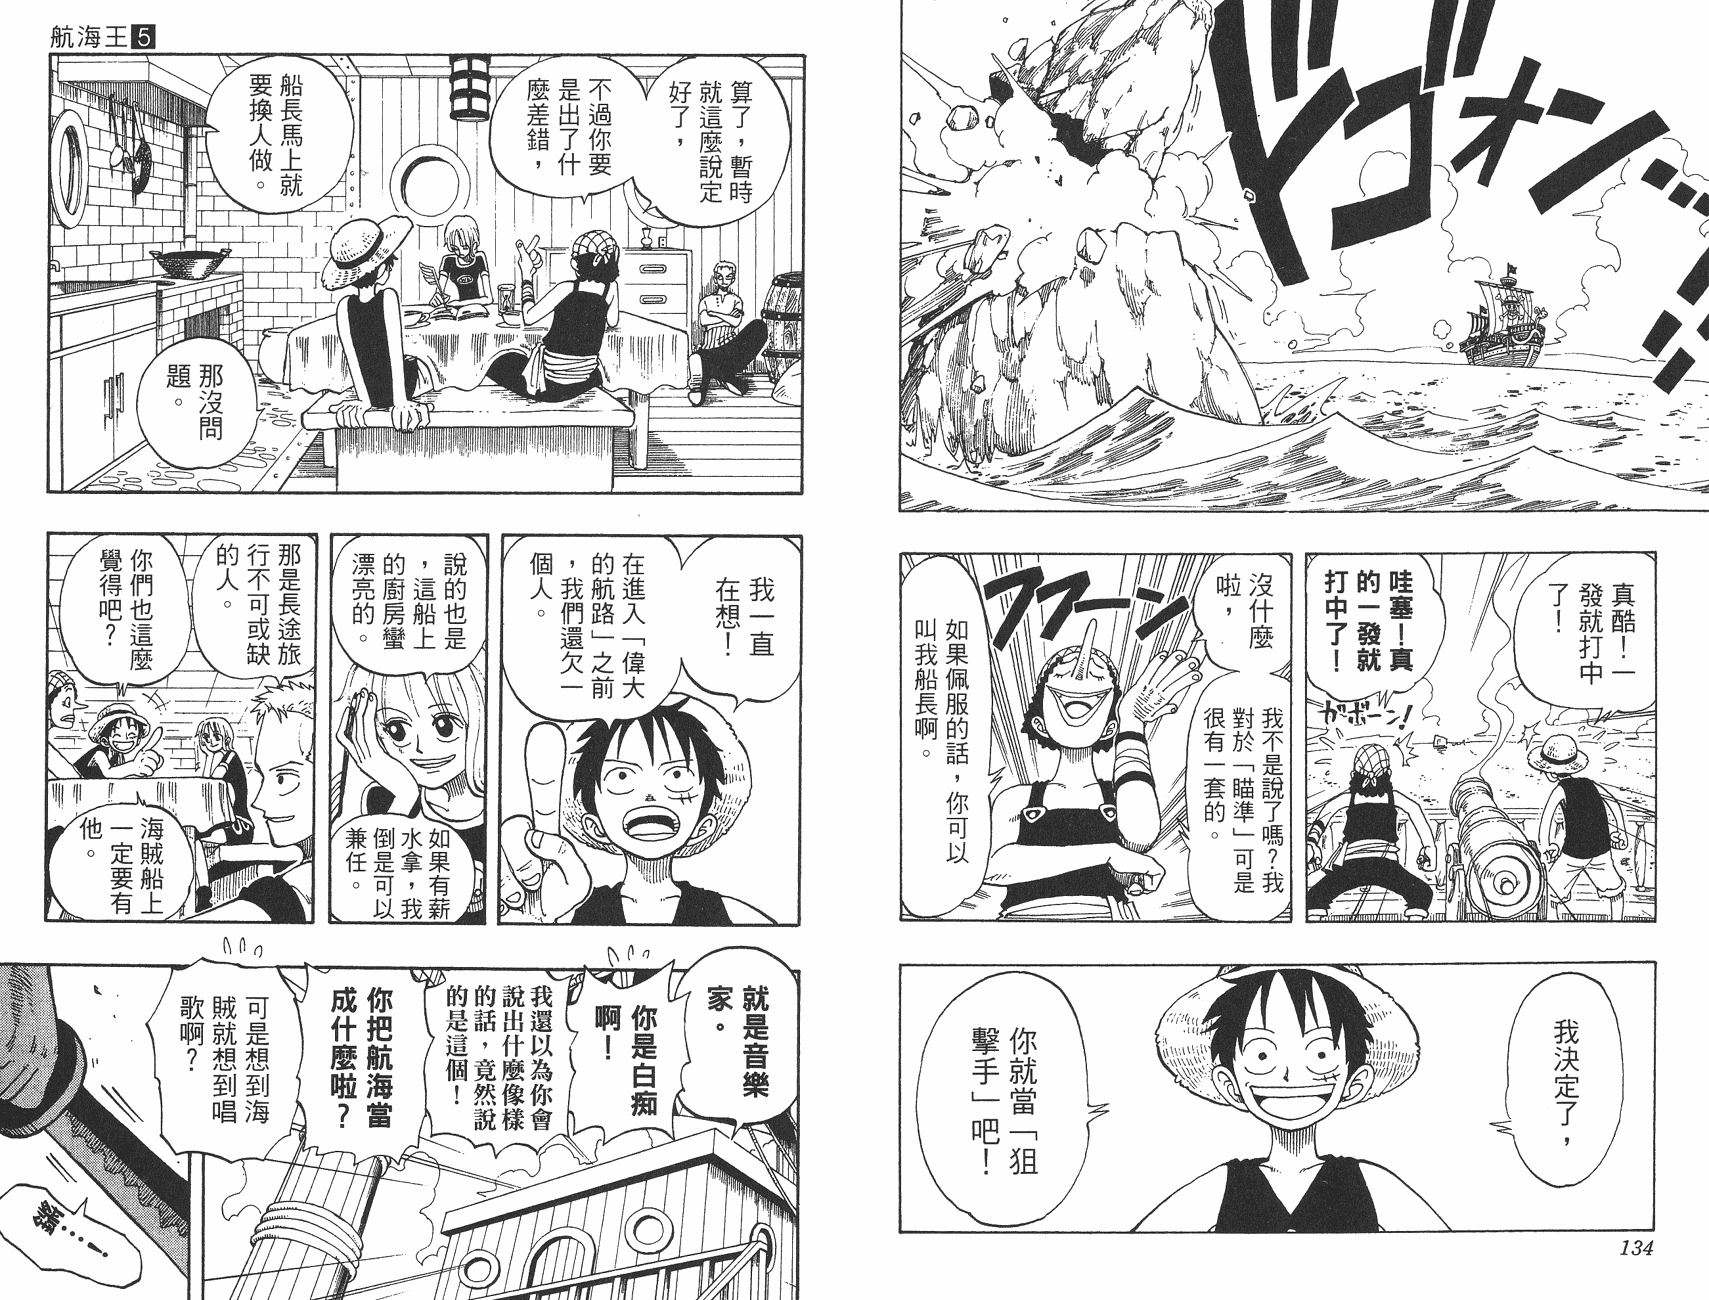 ドゴオン…!!
真酷！一
發就打中
了！
哇塞！真
的一發就
打中了！
ガボーン！
沒什麼
啦，
我不是說了嗎？我
對於「瞄準」可是
很有一套的。
フフーン
如果佩服的話，你可以
叫我船長啊。
我決定了，
你就當「狙
擊手」吧！
134
航海王5
算了，暫時
就這麼說定
好了，
不過你要
是出了什
麼差錯，
船長馬上就
要換人做。
那沒問
題。
我一直
在想！
在進入「偉大
的航路」之前
，我們還欠一
個人。
說的也是
，這船上
的廚房蠻
漂亮的。
如果有薪
水拿，我
倒是可以
兼任。
那是長途旅
行不可或缺
的人。
你們也這麼
覺得吧？
海賊船上
一定要有
他。
就是音樂
家。
你是白痴
啊！
我還以為你會
說出什麼像樣
的話，竟然說
的是這個！
你把航海當
成什麼啦？
可是想到海
賊就想到唱
歌啊？
鏘…！